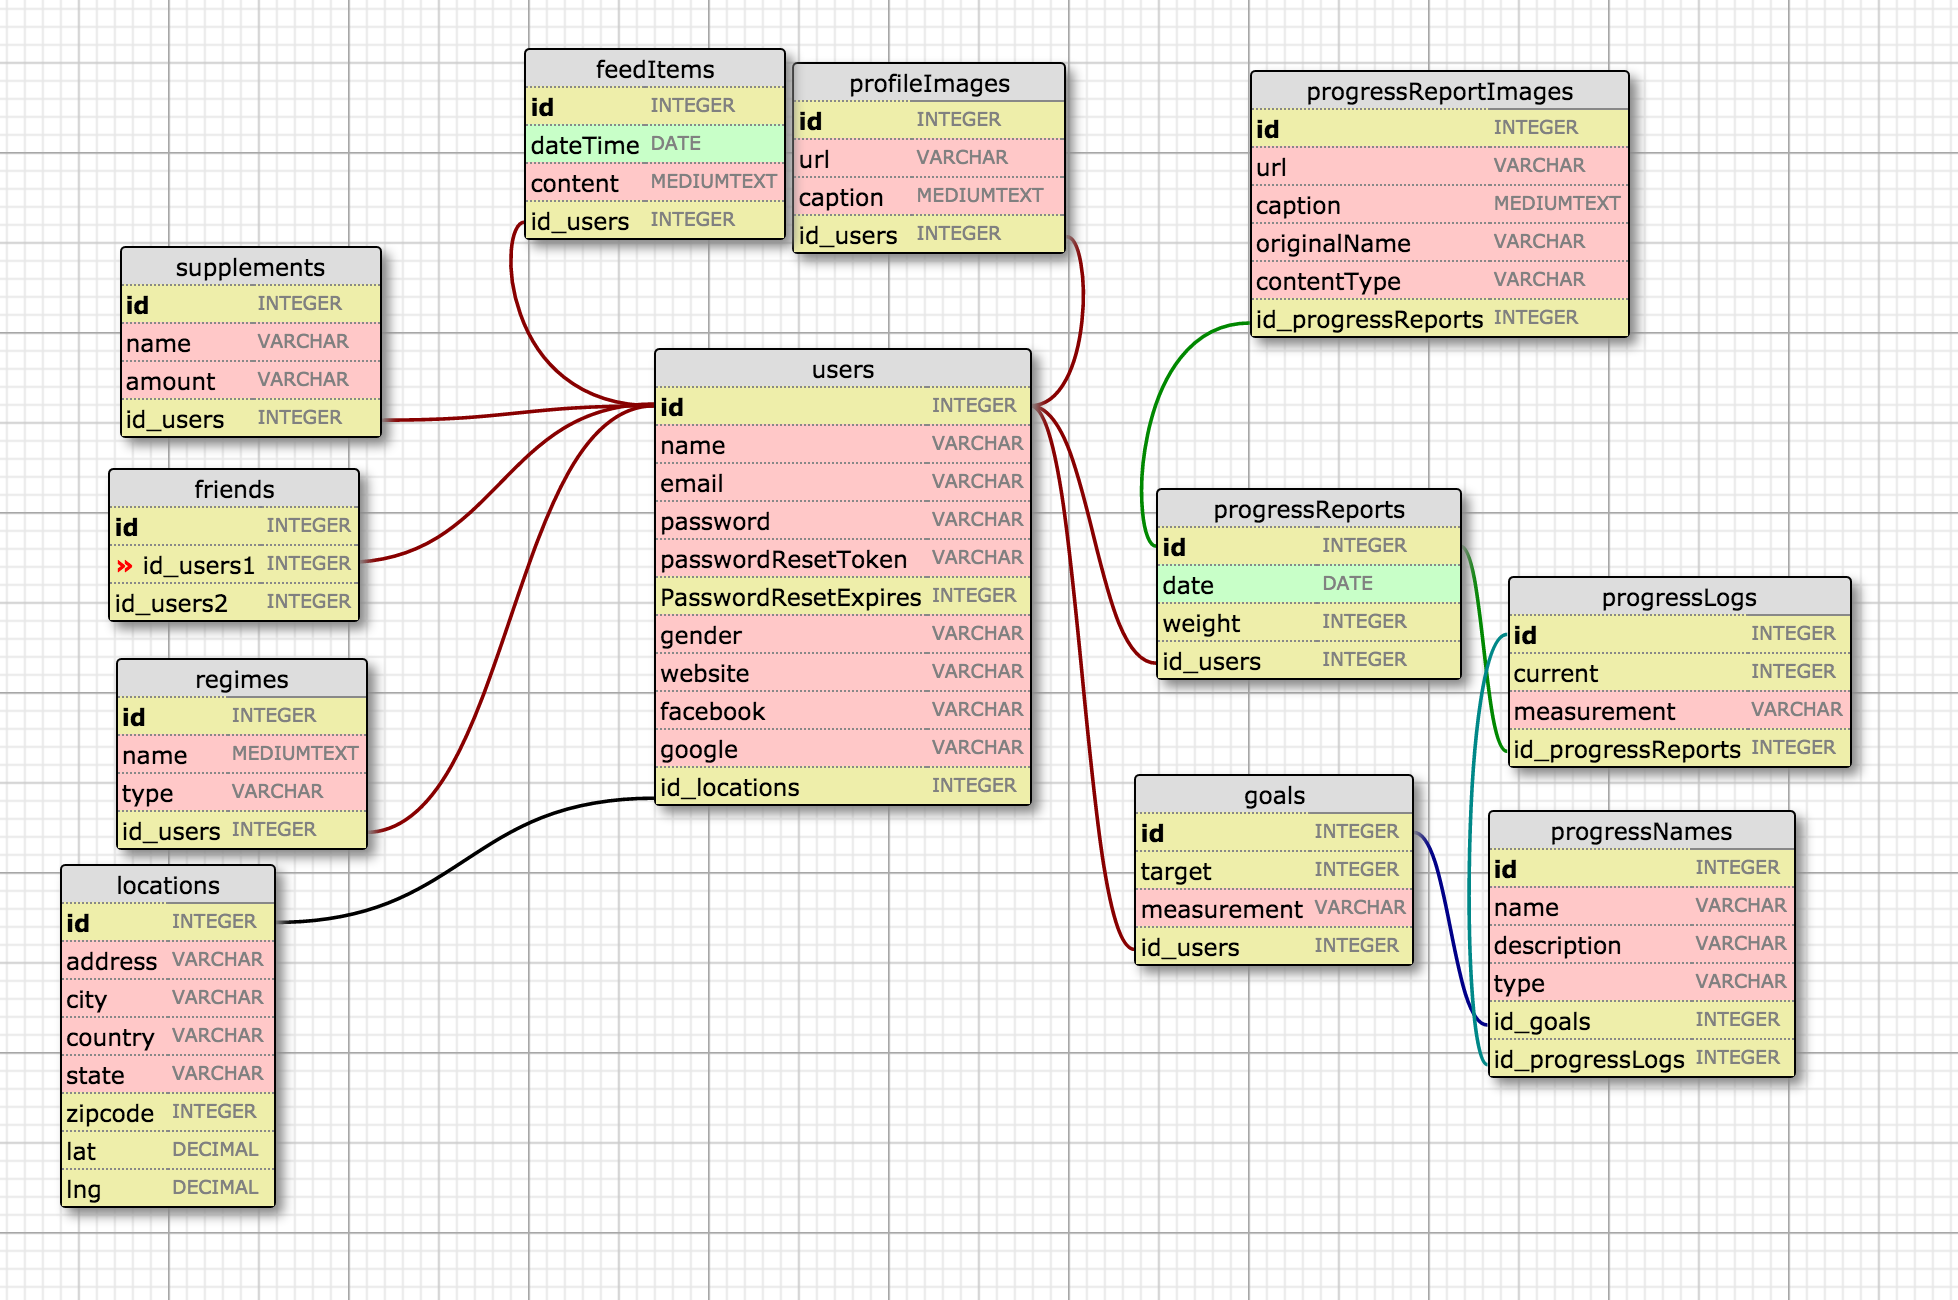 feedItems
id INTEGER
dateTime DATE
content MEDIUMTEXT
id_users INTEGER
profileImages
id INTEGER
url VARCHAR
caption MEDIUMTEXT
id_users INTEGER
progressReportImages
id INTEGER
url VARCHAR
caption MEDIUMTEXT
originalName VARCHAR
contentType VARCHAR
id_progressReports INTEGER
supplements
id INTEGER
name VARCHAR
amount VARCHAR
id_users INTEGER
users
id INTEGER
name VARCHAR
email VARCHAR
password VARCHAR
passwordResetToken VARCHAR
PasswordResetExpires INTEGER
gender VARCHAR
website VARCHAR
facebook VARCHAR
google VARCHAR
id_locations INTEGER
friends
id INTEGER
» id_users1 INTEGER
id_users2 INTEGER
progressReports
id INTEGER
date DATE
weight INTEGER
id_users INTEGER
progressLogs
id INTEGER
current INTEGER
measurement VARCHAR
id_progressReports INTEGER
regimes
id INTEGER
name MEDIUMTEXT
type VARCHAR
id_users INTEGER
goals
id INTEGER
target INTEGER
measurement VARCHAR
id_users INTEGER
progressNames
id INTEGER
name VARCHAR
description VARCHAR
type VARCHAR
id_goals INTEGER
id_progressLogs INTEGER
locations
id INTEGER
address VARCHAR
city VARCHAR
country VARCHAR
state VARCHAR
zipcode INTEGER
lat DECIMAL
lng DECIMAL